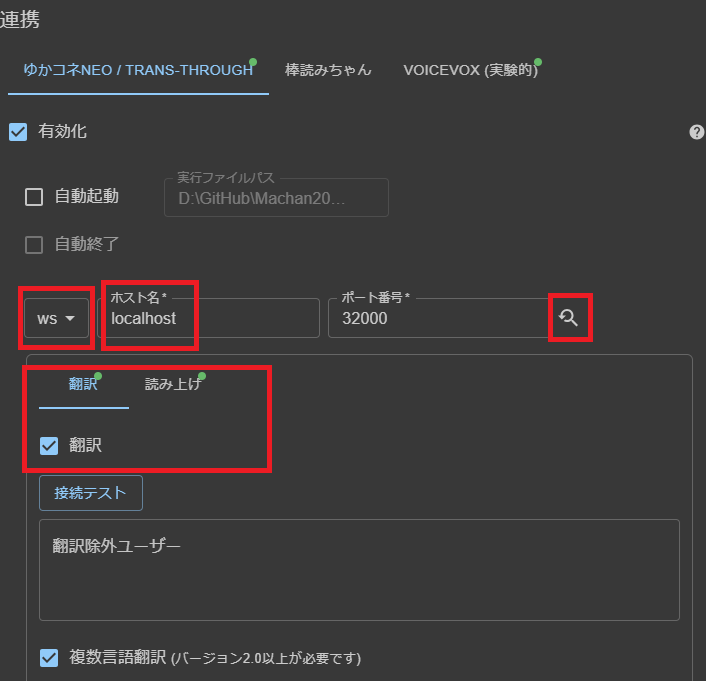 連携
ゆかコネNEO / TRANS-THROUGH 棒読みちゃん VOICEVOX (実験的)
有効化
実行ファイルパス
自動起動 D:\GitHub\Machan20...
自動終了
ホスト名* ポート番号*
ws localhost 32000
翻訳 読み上げ
翻訳
接続テスト
翻訳除外ユーザー
複数言語翻訳 (バージョン2.0以上が必要です)